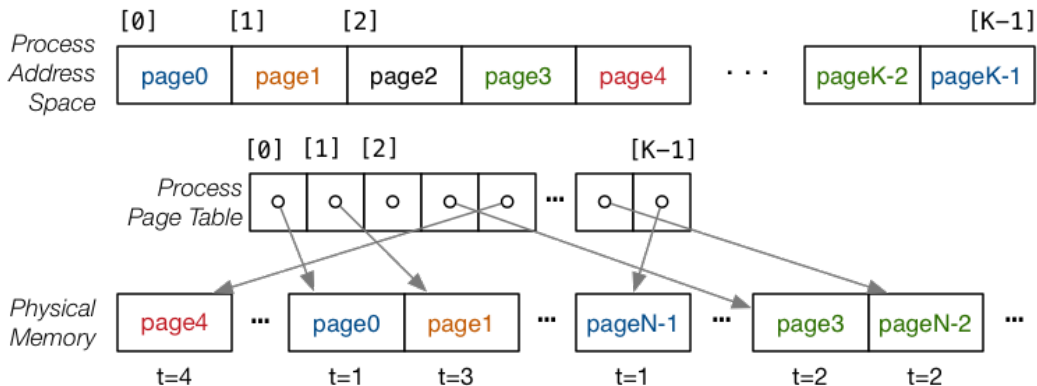 [0] [1] [2] [K-1]
Process
Address
Space
page0 page1 page2 page3 page4 ... pageK-2 pageK-1
[0] [1] [2] [K-1]
Process
Page Table
...
Physical
Memory
page4 ... page0 page1 ... pageN-1 ... page3 pageN-2 ...
t=4 t=1 t=3 t=1 t=2 t=2